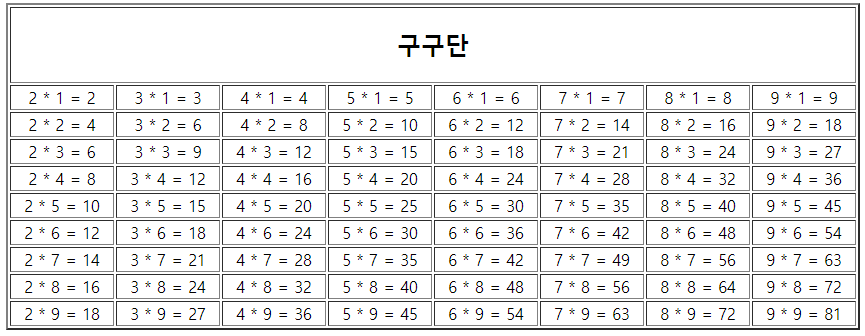 구구단
2 * 1 = 2 3 * 1 = 3 4 * 1 = 4 5 * 1 = 5 6 * 1 = 6 7 * 1 = 7 8 * 1 = 8 9 * 1 = 9
2 * 2 = 4 3 * 2 = 6 4 * 2 = 8 5 * 2 = 10 6 * 2 = 12 7 * 2 = 14 8 * 2 = 16 9 * 2 = 18
2 * 3 = 6 3 * 3 = 9 4 * 3 = 12 5 * 3 = 15 6 * 3 = 18 7 * 3 = 21 8 * 3 = 24 9 * 3 = 27
2 * 4 = 8 3 * 4 = 12 4 * 4 = 16 5 * 4 = 20 6 * 4 = 24 7 * 4 = 28 8 * 4 = 32 9 * 4 = 36
2 * 5 = 10 3 * 5 = 15 4 * 5 = 20 5 * 5 = 25 6 * 5 = 30 7 * 5 = 35 8 * 5 = 40 9 * 5 = 45
2 * 6 = 12 3 * 6 = 18 4 * 6 = 24 5 * 6 = 30 6 * 6 = 36 7 * 6 = 42 8 * 6 = 48 9 * 6 = 54
2 * 7 = 14 3 * 7 = 21 4 * 7 = 28 5 * 7 = 35 6 * 7 = 42 7 * 7 = 49 8 * 7 = 56 9 * 7 = 63
2 * 8 = 16 3 * 8 = 24 4 * 8 = 32 5 * 8 = 40 6 * 8 = 48 7 * 8 = 56 8 * 8 = 64 9 * 8 = 72
2 * 9 = 18 3 * 9 = 27 4 * 9 = 36 5 * 9 = 45 6 * 9 = 54 7 * 9 = 63 8 * 9 = 72 9 * 9 = 81